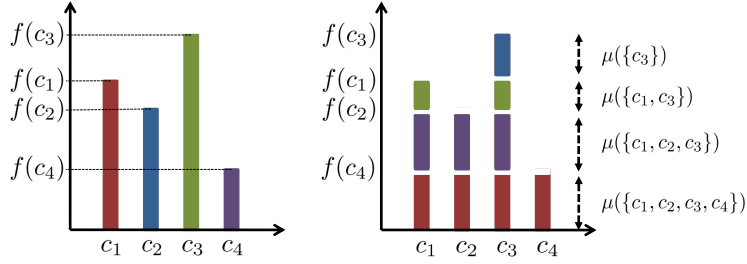 f(c₃)
f(c₁)
f(c₂)
f(c₄)
c₁ c₂ c₃ c₄
f(c₃)
f(c₁)
f(c₂)
f(c₄)
c₁ c₂ c₃ c₄
μ({c₃})
μ({c₁, c₃})
μ({c₁, c₂, c₃})
μ({c₁, c₂, c₃, c₄})